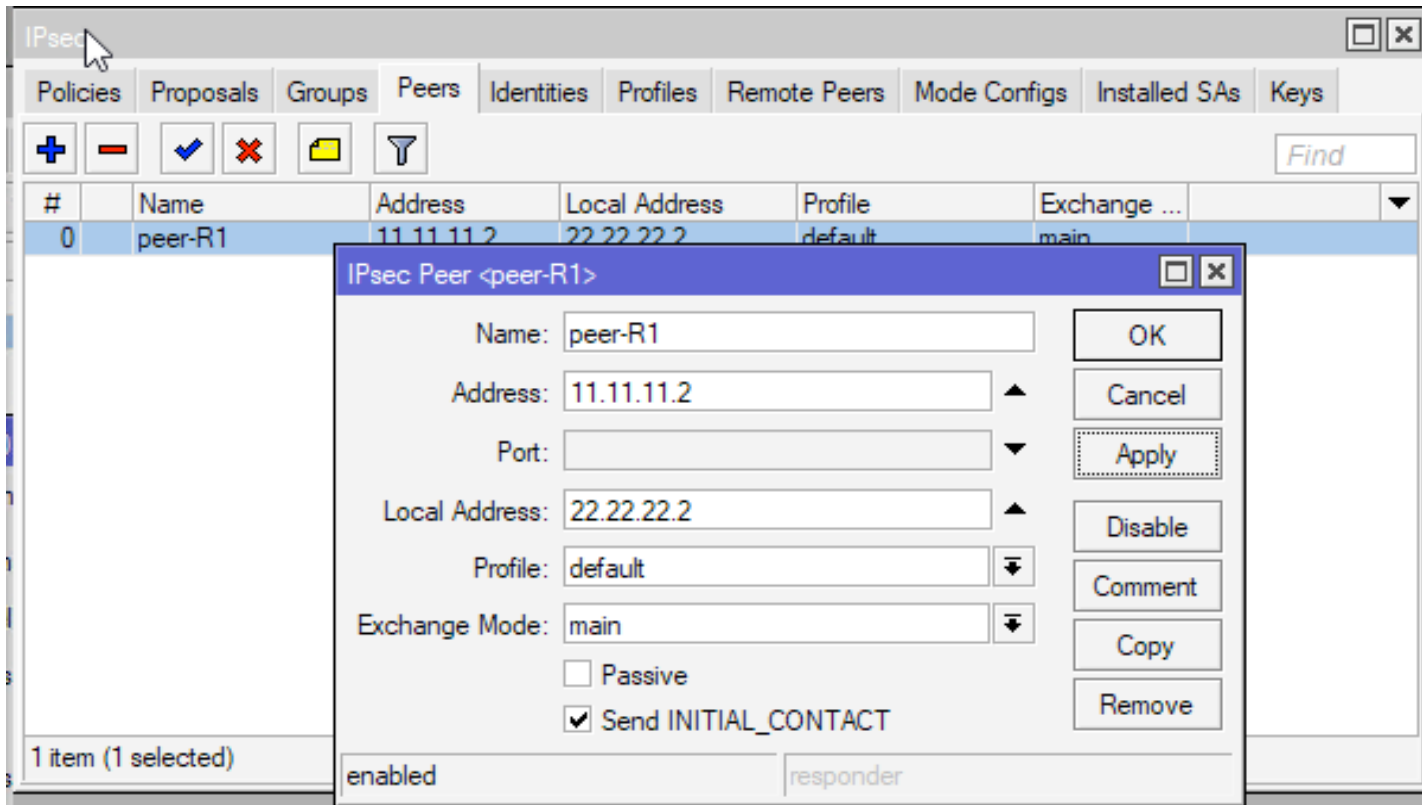 IPsec
Policies Proposals Groups Peers Identities Profiles Remote Peers Mode Configs Installed SAs Keys
Find
# Name Address Local Address Profile Exchange ...
0 peer-R1 11.11.11.2 22.22.22.2 default main
IPsec Peer <peer-R1>
Name: peer-R1
OK
Address: 11.11.11.2
Cancel
Port:
Apply
Local Address: 22.22.22.2
Disable
Profile: default
Comment
Exchange Mode: main
Copy
Passive
Remove
Send INITIAL_CONTACT
1 item (1 selected)
enabled responder